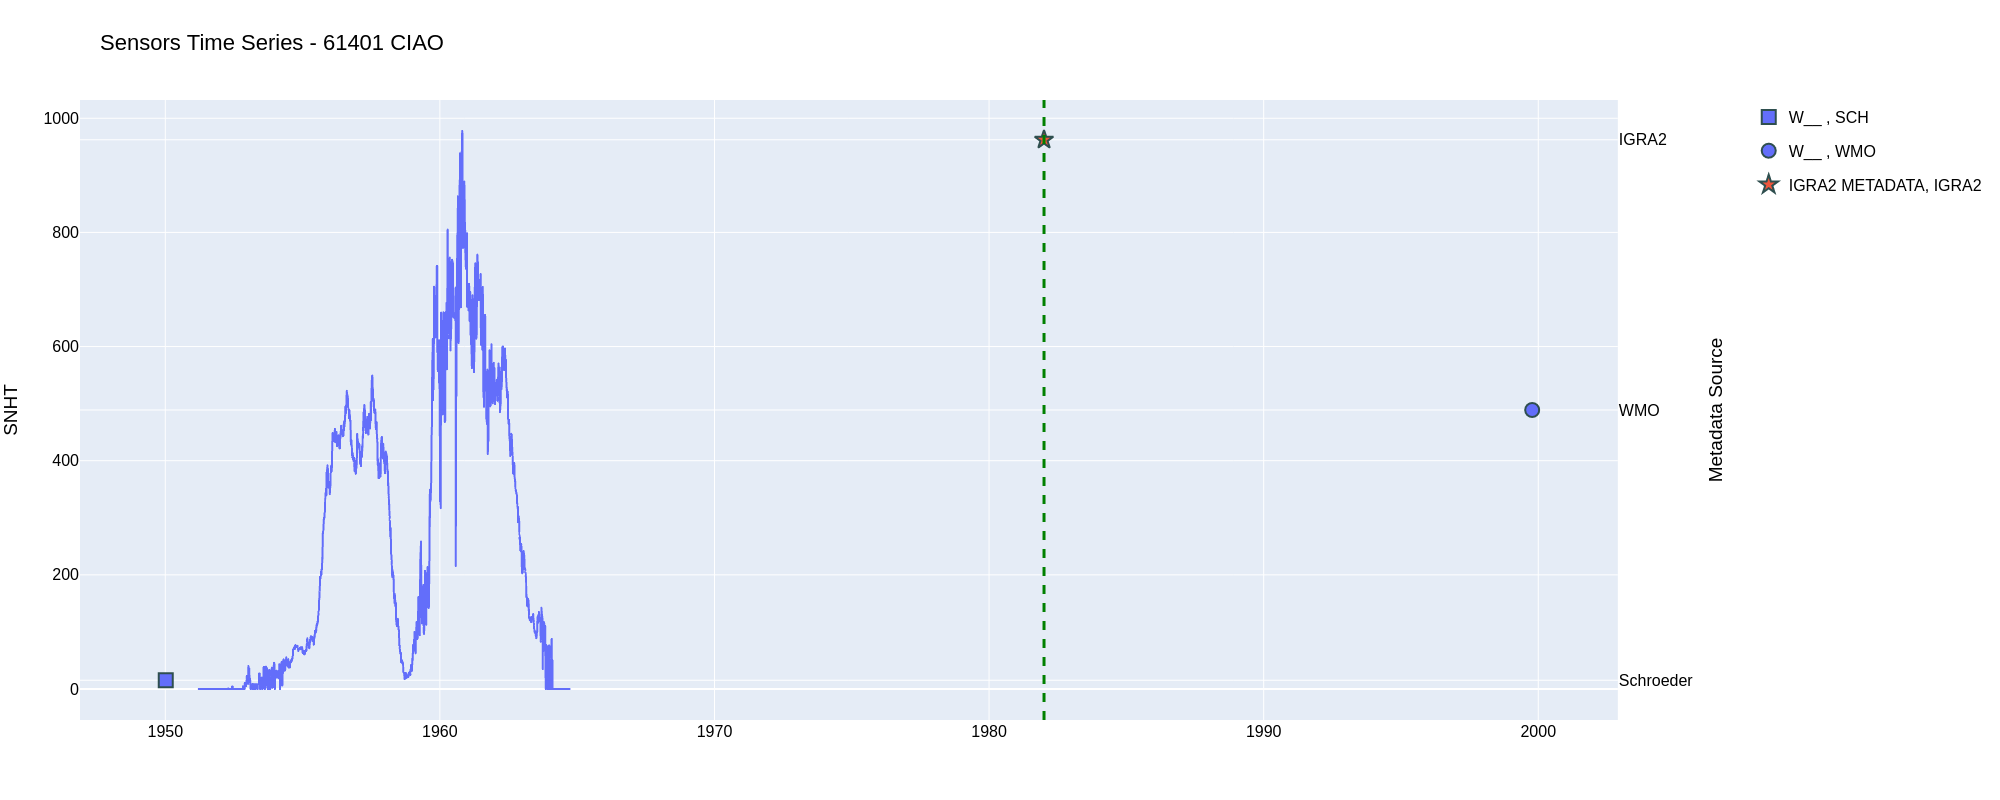 Sensors Time Series - 61401 CIAO
1000
800
600
400
200
0
SNHT
1950
1960
1970
1980
1990
2000
IGRA2
WMO
Schroeder
Metadata Source
W__ , SCH
W__ , WMO
IGRA2 METADATA, IGRA2